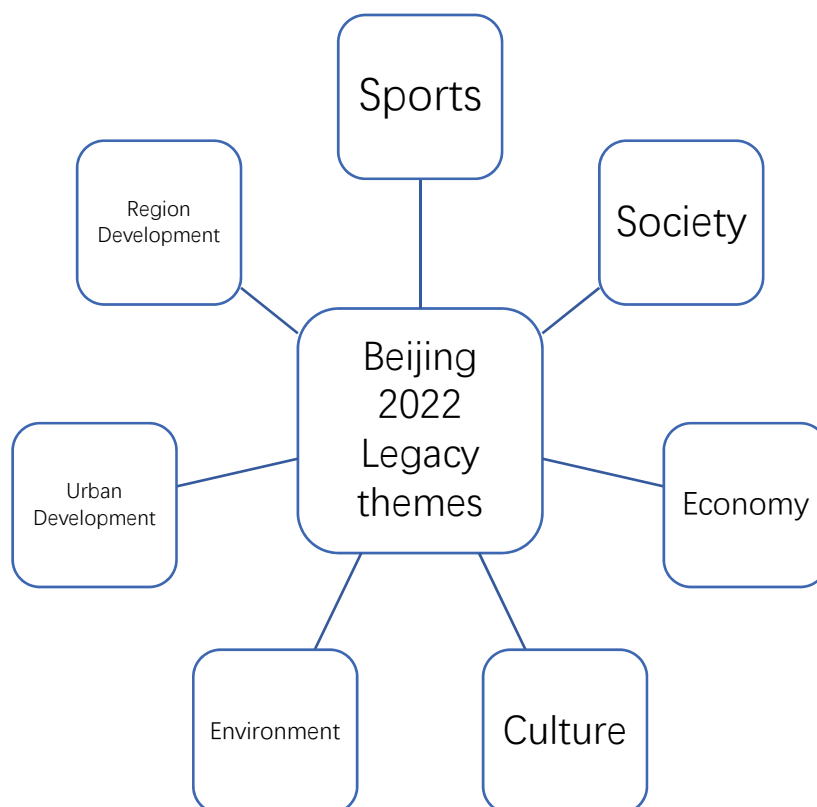 Sports
Society
Economy
Culture
Environment
Urban
Development
Region
Development
Beijing
2022
Legacy
themes